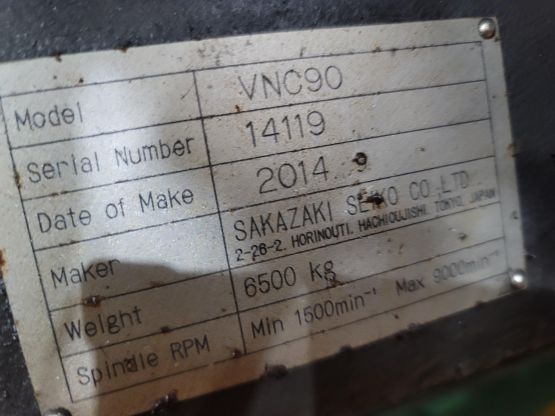 Model VNC90
Serial Number 14119
Date of Make 2014. 9
Maker SAKAZAKI SEIKO CO.,LTD
2-26-2, HORINOUTI, HACHIOUJISHI, TOKYO, JAPAN
Weight 6500 kg
Spindle RPM Min 1500min⁻¹ Max 9000min⁻¹